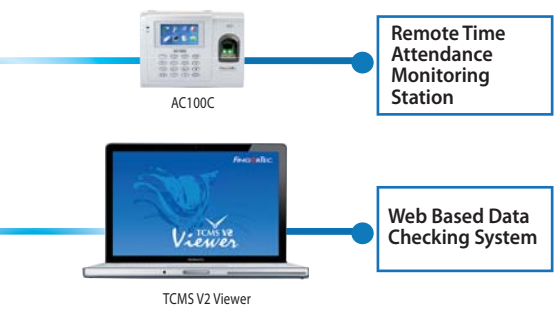 AC100C
Remote Time
Attendance
Monitoring
Station
FingerTec
TCMS V2
Viewer
TCMS V2 Viewer
Web Based Data
Checking System